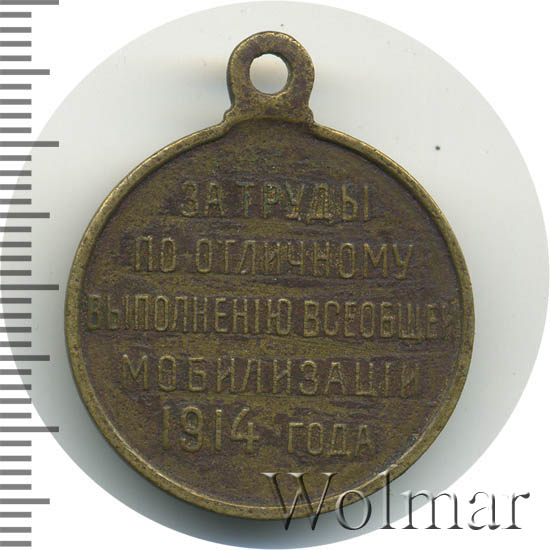 ЗА ТРУДЫ
ПО ОТЛИЧНОМУ
ВЫПОЛНЕНІЮ ВСЕОБЩЕЙ
МОБИЛИЗАЦІИ
1914 ГОДА
Wolmar